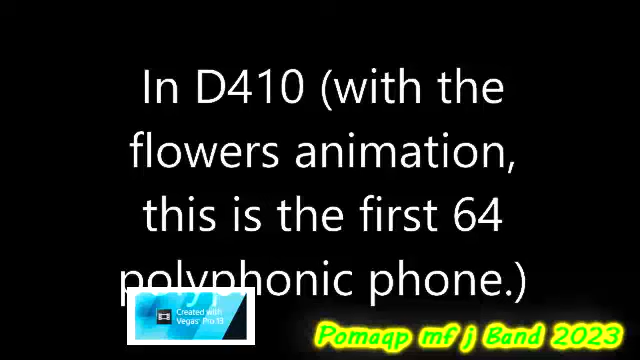 In D410 (with the
flowers animation,
this is the first 64
polyphonic phone.)
Created with
Vegas Pro 13
Pomaqp mf j Band 2023